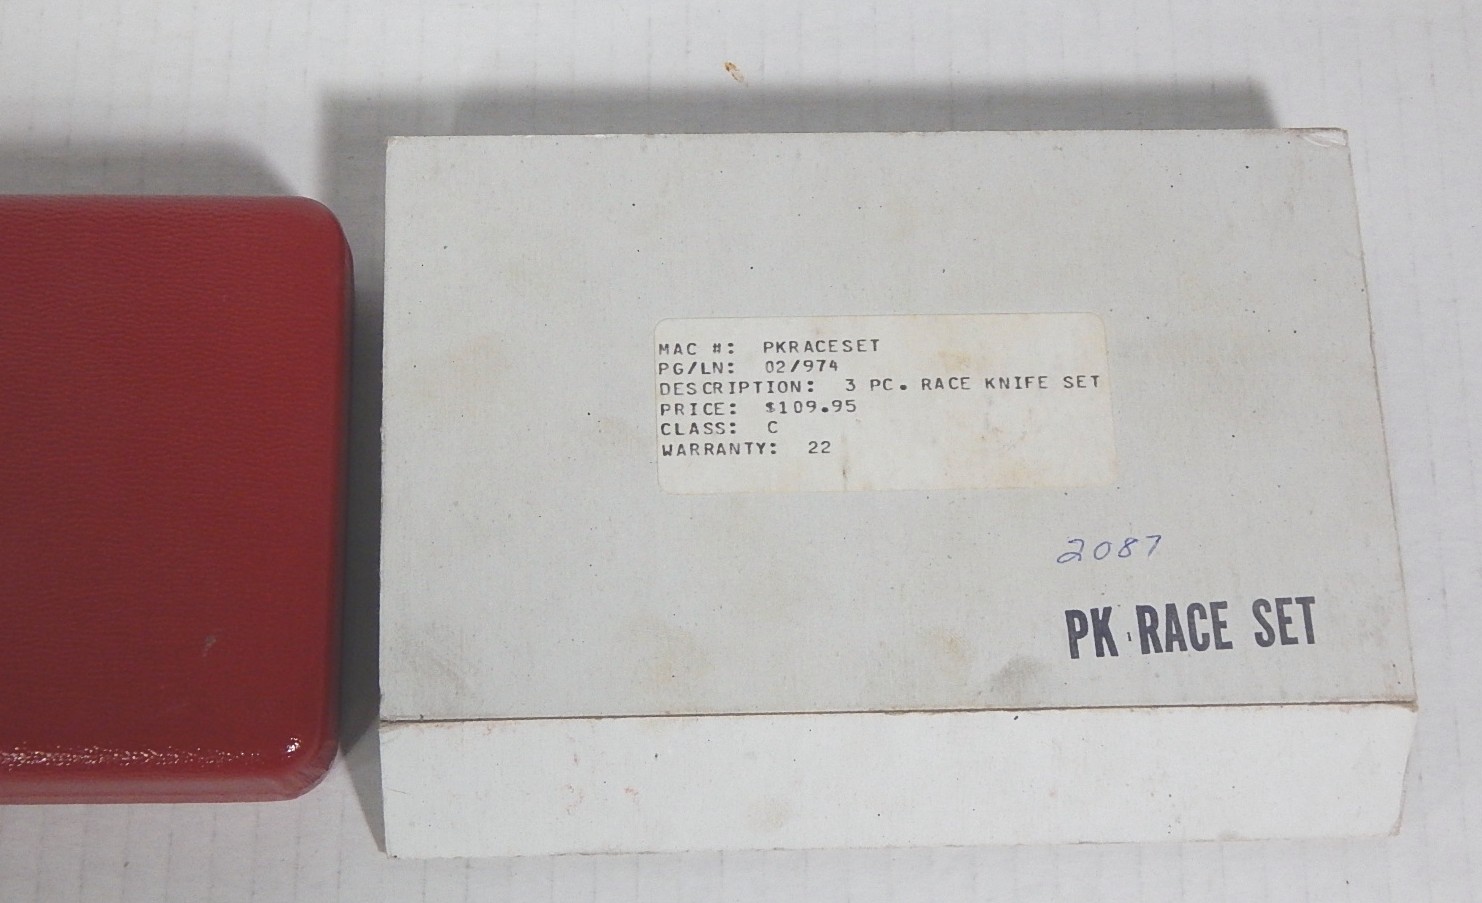 MAC #: PKRACESET
PG/LN: 02/974
DESCRIPTION: 3 PC. RACE KNIFE SET
PRICE: $109.95
CLASS: C
WARRANTY: 22
2087
PK RACE SET